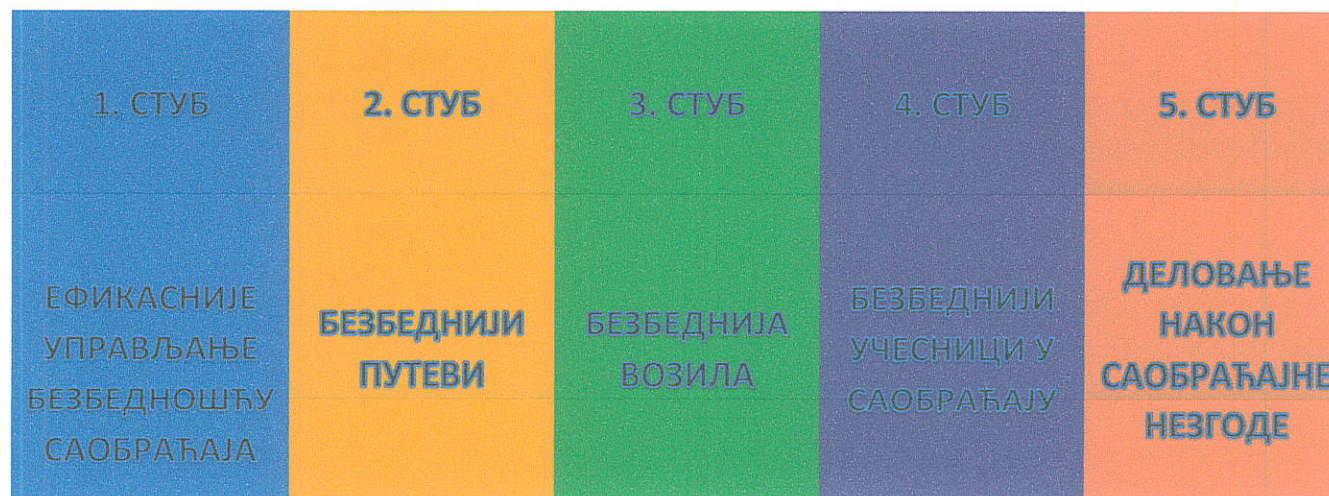 1. СТУБ
2. СТУБ
3. СТУБ
4. СТУБ
5. СТУБ
ЕФИКАСНИЈЕ
УПРАВЉАЊЕ
БЕЗБЕДНОШЋУ
САОБРАЋАЈА
БЕЗБЕДНИЈИ
ПУТЕВИ
БЕЗБЕДНИЈА
ВОЗИЛА
БЕЗБЕДНИЈИ
УЧЕСНИЦИ У
САОБРАЋАЈУ
ДЕЛОВАЊЕ
НАКОН
САОБРАЋАЈНЕ
НЕЗГОДЕ